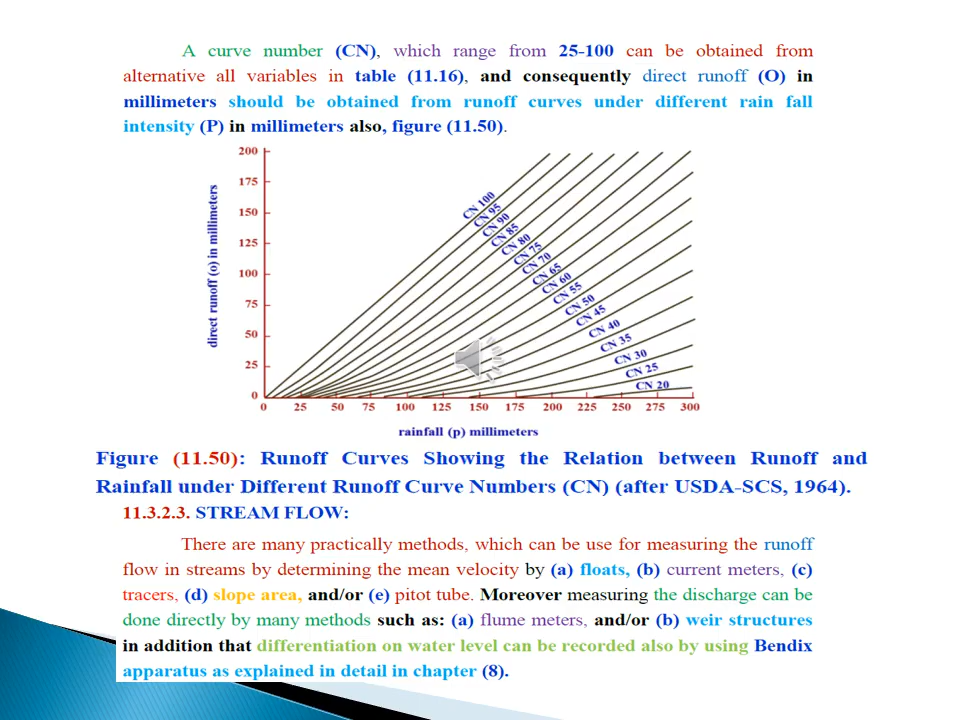 A curve number (CN), which range from 25-100 can be obtained from
alternative all variables in table (11.16), and consequently direct runoff (O) in
millimeters should be obtained from runoff curves under different rain fall
intensity (P) in millimeters also, figure (11.50).
200
175
150
125
100
75
50
25
0
direct runoff (o) in millimeters
CN 100
CN 95
CN 90
CN 85
CN 80
CN 75
CN 70
CN 65
CN 60
CN 55
CN 50
CN 45
CN 40
CN 35
CN 30
CN 25
CN 20
0 25 50 75 100 125 150 175 200 225 250 275 300
rainfall (p) millimeters
Figure (11.50): Runoff Curves Showing the Relation between Runoff and
Rainfall under Different Runoff Curve Numbers (CN) (after USDA-SCS, 1964).
11.3.2.3. STREAM FLOW:
There are many practically methods, which can be use for measuring the runoff
flow in streams by determining the mean velocity by (a) floats, (b) current meters, (c)
tracers, (d) slope area, and/or (e) pitot tube. Moreover measuring the discharge can be
done directly by many methods such as: (a) flume meters, and/or (b) weir structures
in addition that differentiation on water level can be recorded also by using Bendix
apparatus as explained in detail in chapter (8).